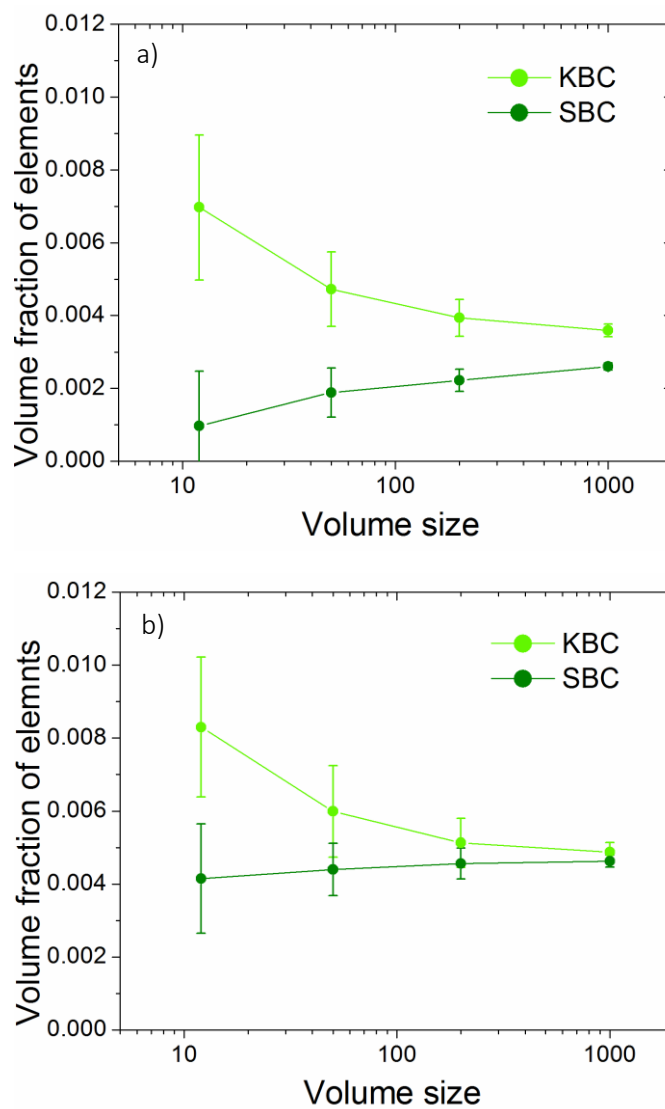 a)
KBC
SBC
0.012
0.010
0.008
0.006
0.004
0.002
0.000
Volume fraction of elements
10
100
1000
Volume size
b)
KBC
SBC
0.012
0.010
0.008
0.006
0.004
0.002
0.000
Volume fraction of elemnts
10
100
1000
Volume size